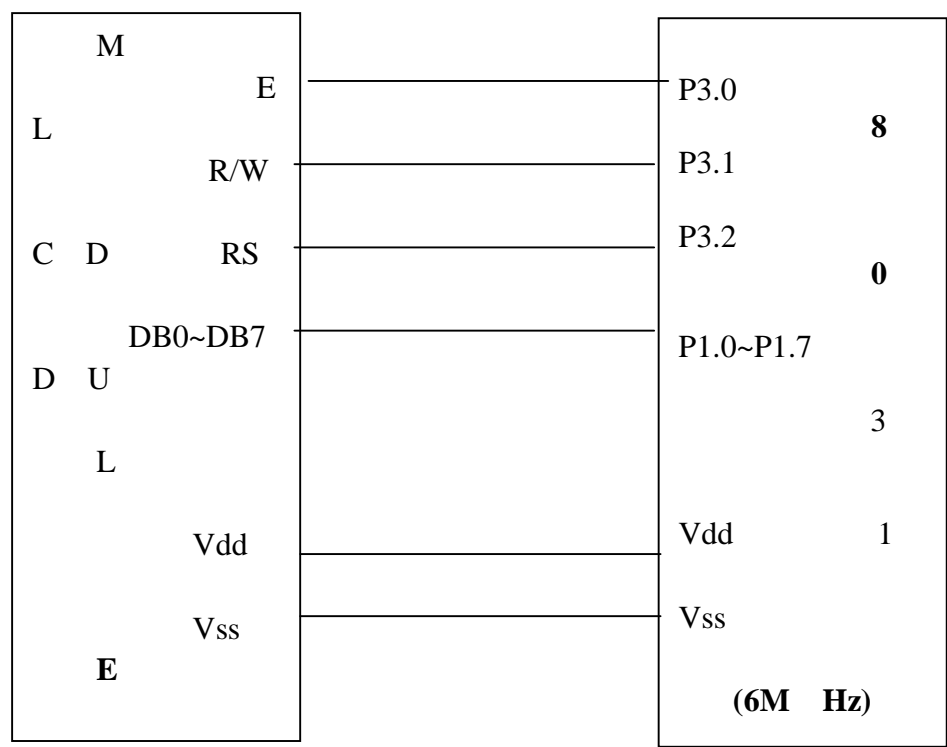 M
E P3.0
L 8
R/W P3.1
C D RS P3.2
0
DB0~DB7 P1.0~P1.7
D U
3
L
Vdd Vdd 1
Vss Vss
E
(6M Hz)